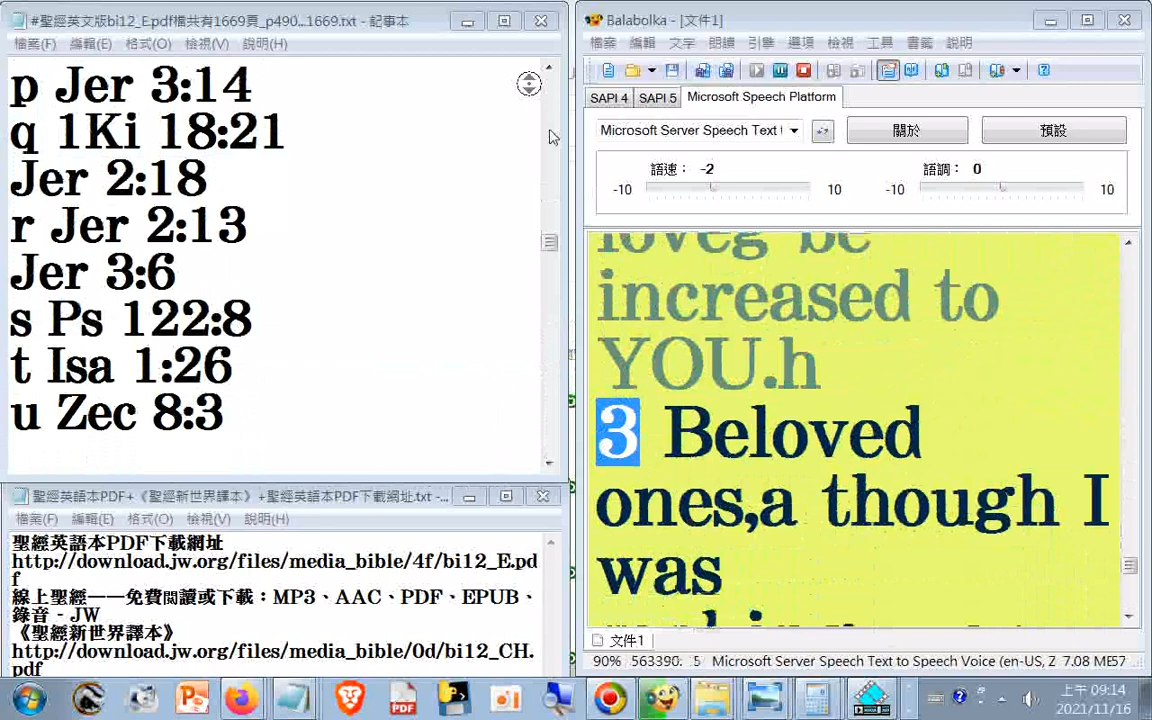 #聖經英文版bi12_E.pdf檔共有1669頁_p490...1669.txt - 記事本
檔案(F) 編輯(E) 格式(O) 檢視(V) 說明(H)
p Jer 3:14
q 1Ki 18:21
Jer 2:18
r Jer 2:13
Jer 3:6
s Ps 122:8
t Isa 1:26
u Zec 8:3
聖經英語本PDF+《聖經新世界譯本》+聖經英語本PDF下載網址.txt -...
檔案(F) 編輯(E) 格式(O) 檢視(V) 說明(H)
聖經英語本PDF下載網址
http://download.jw.org/files/media_bible/4f/bi12_E.pd
f
線上聖經——免費閱讀或下載：MP3、AAC、PDF、EPUB、
錄音 - JW
《聖經新世界譯本》
http://download.jw.org/files/media_bible/0d/bi12_CH.
pdf
Balabolka - [文件1]
檔案 編輯 文字 朗讀 引擎 選項 檢視 工具 書籤 說明
SAPI 4 SAPI 5 Microsoft Speech Platform
Microsoft Server Speech Text 關於 預設
語速： -2 語調： 0
-10 10 -10 10
loveg be
increased to
YOU.h
3 Beloved
ones,a though I
was
文件1
90% 563390. 5 Microsoft Server Speech Text to Speech Voice (en-US, Z 7.08 ME57
上午 09:14
2021/11/16